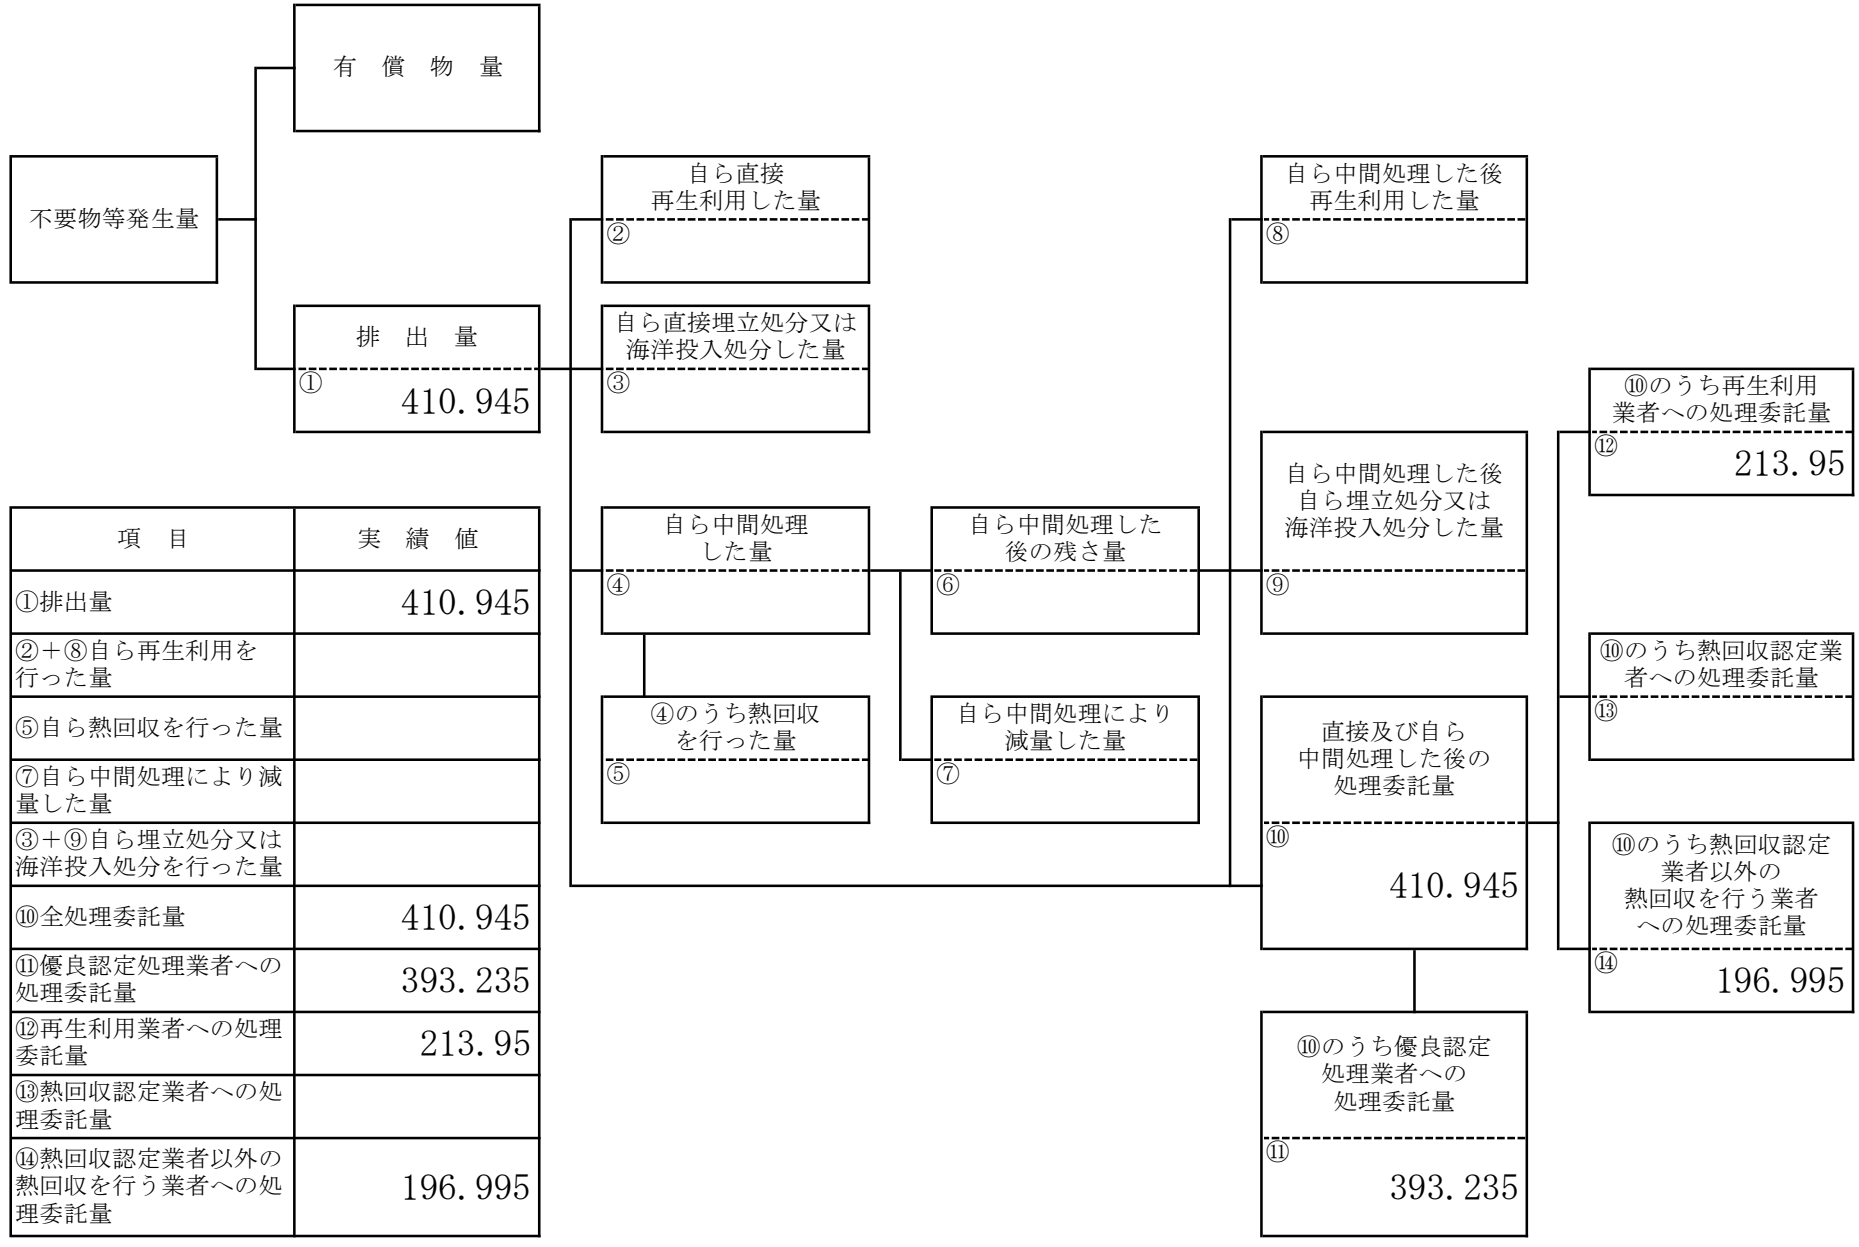 有　償　物　量
不要物等発生量
排　出　量
①
410.945
自ら直接
再生利用した量
②
自ら直接埋立処分又は
海洋投入処分した量
③
自ら中間処理
した量
④
④のうち熱回収
を行った量
⑤
自ら中間処理した
後の残さ量
⑥
自ら中間処理により
減量した量
⑦
自ら中間処理した後
再生利用した量
⑧
自ら中間処理した後
自ら埋立処分又は
海洋投入処分した量
⑨
直接及び自ら
中間処理した後の
処理委託量
⑩
410.945
⑩のうち優良認定
処理業者への
処理委託量
⑪
393.235
⑩のうち再生利用
業者への処理委託量
⑫
213.95
⑩のうち熱回収認定業
者への処理委託量
⑬
⑩のうち熱回収認定
業者以外の
熱回収を行う業者
への処理委託量
⑭
196.995
項　目　実　績　値
①排出量　410.945
②＋⑧自ら再生利用を
行った量
⑤自ら熱回収を行った量
⑦自ら中間処理により減
量した量
③＋⑨自ら埋立処分又は
海洋投入処分を行った量
⑩全処理委託量　410.945
⑪優良認定処理業者への
処理委託量　393.235
⑫再生利用業者への処理
委託量　213.95
⑬熱回収認定業者への処
理委託量
⑭熱回収認定業者以外の
熱回収を行う業者への処　196.995
理委託量